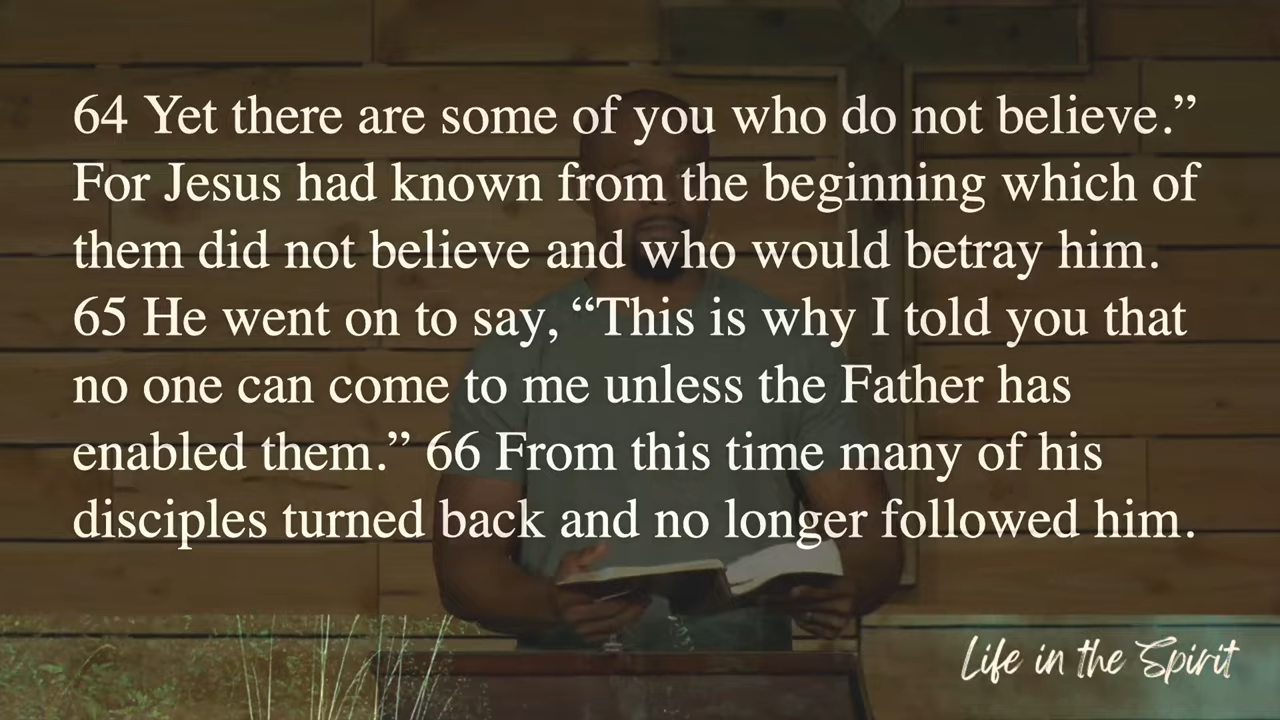 64 Yet there are some of you who do not believe.”
For Jesus had known from the beginning which of
them did not believe and who would betray him.
65 He went on to say, “This is why I told you that
no one can come to me unless the Father has
enabled them.” 66 From this time many of his
disciples turned back and no longer followed him.
Life in the Spirit